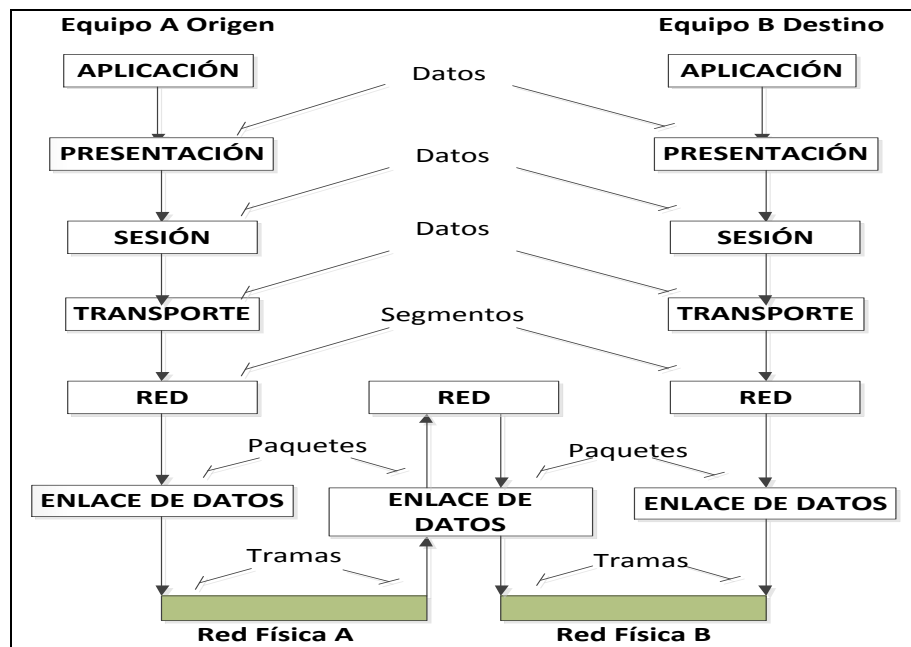 Equipo A Origen
Equipo B Destino
APLICACIÓN
Datos
APLICACIÓN
PRESENTACIÓN
Datos
PRESENTACIÓN
SESIÓN
Datos
SESIÓN
TRANSPORTE
Segmentos
TRANSPORTE
RED
RED
RED
Paquetes
Paquetes
ENLACE DE DATOS
ENLACE DE
DATOS
ENLACE DE DATOS
Tramas
Tramas
Red Física A
Red Física B